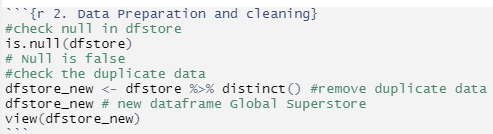 ```{r 2. Data Preparation and cleaning}
#check null in dfstore
is.null(dfstore)
# Null is false
#check the duplicate data
dfstore_new <- dfstore %>% distinct() #remove duplicate data
dfstore_new # new dataframe Global Superstore
view(dfstore_new)
```